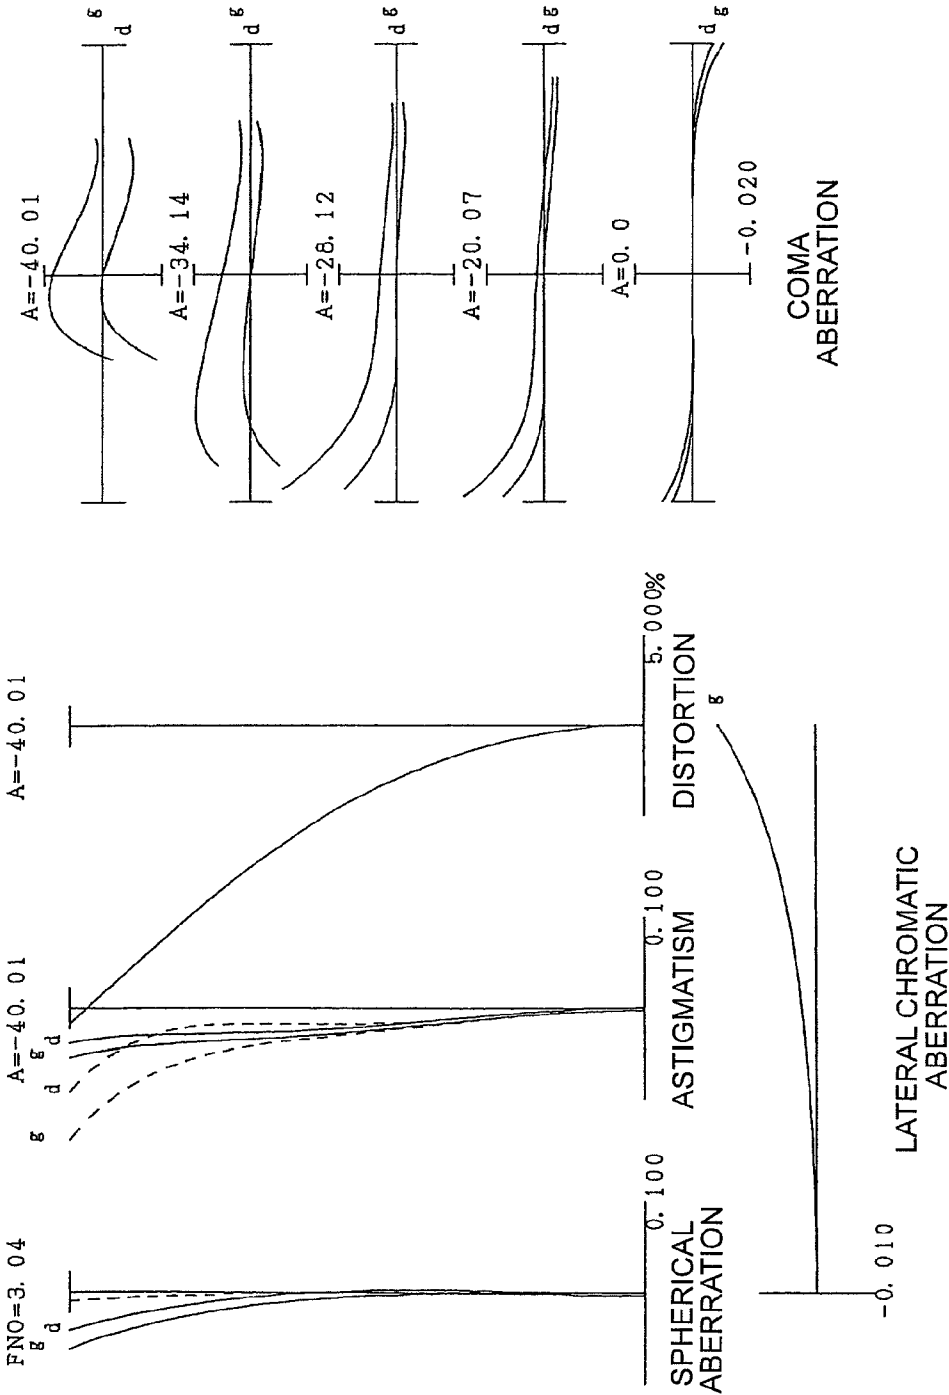 FNO=3.04
g
d
0.100
SPHERICAL
ABERRATION
A=-40.01
g
d
g
d
0.100
ASTIGMATISM
A=-40.01
5.000%
DISTORTION
A=-40.01
g
d
A=-34.14
d g
A=-28.12
d g
A=-20.07
d g
A=0.0
d g
-0.020
COMA
ABERRATION
g
-0.010
LATERAL CHROMATIC
ABERRATION